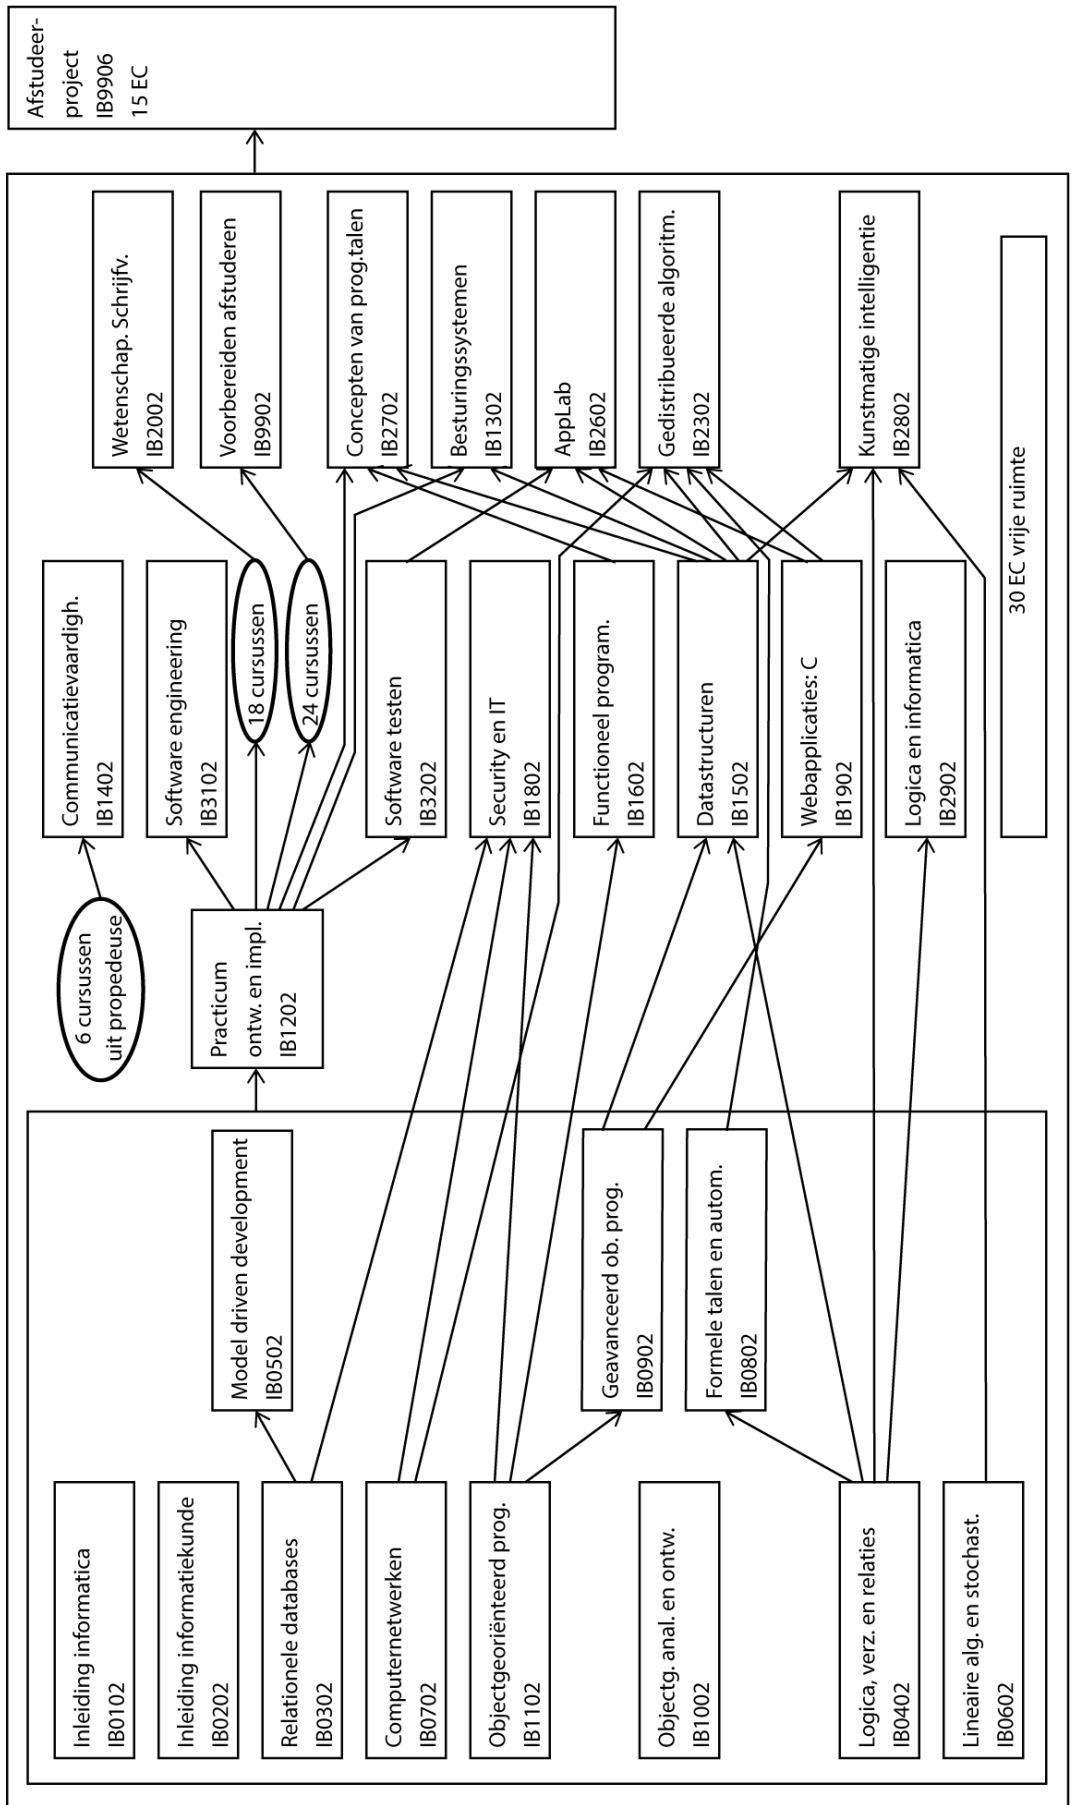 Inleiding informatica
IB0102
Inleiding informatiekunde
IB0202
Relationele databases
IB0302
Computernetwerken
IB0702
Objectgeoriënteerd prog.
IB1102
Objectg. anal. en ontw.
IB1002
Logica, verz. en relaties
IB0402
Lineaire alg. en stochast.
IB0602
Model driven development
IB0502
Geavanceerd ob. prog.
IB0902
Formele talen en autom.
IB0802
6 cursussen
uit propedeuse
Practicum
ontw. en impl.
IB1202
Communicatievaardigh.
IB1402
Software engineering
IB3102
18 cursussen
24 cursussen
Software testen
IB3202
Security en IT
IB1802
Functioneel program.
IB1602
Datastructuren
IB1502
Webapplicaties: C
IB1902
Logica en informatica
IB2902
30 EC vrije ruimte
Wetenschap. Schrijfv.
IB2002
Voorbereiden afstuderen
IB9902
Concepten van prog.talen
IB2702
Besturingssystemen
IB1302
AppLab
IB2602
Gedistribueerde algoritm.
IB2302
Kunstmatige intelligentie
IB2802
Afstudeer-
project
IB9906
15 EC